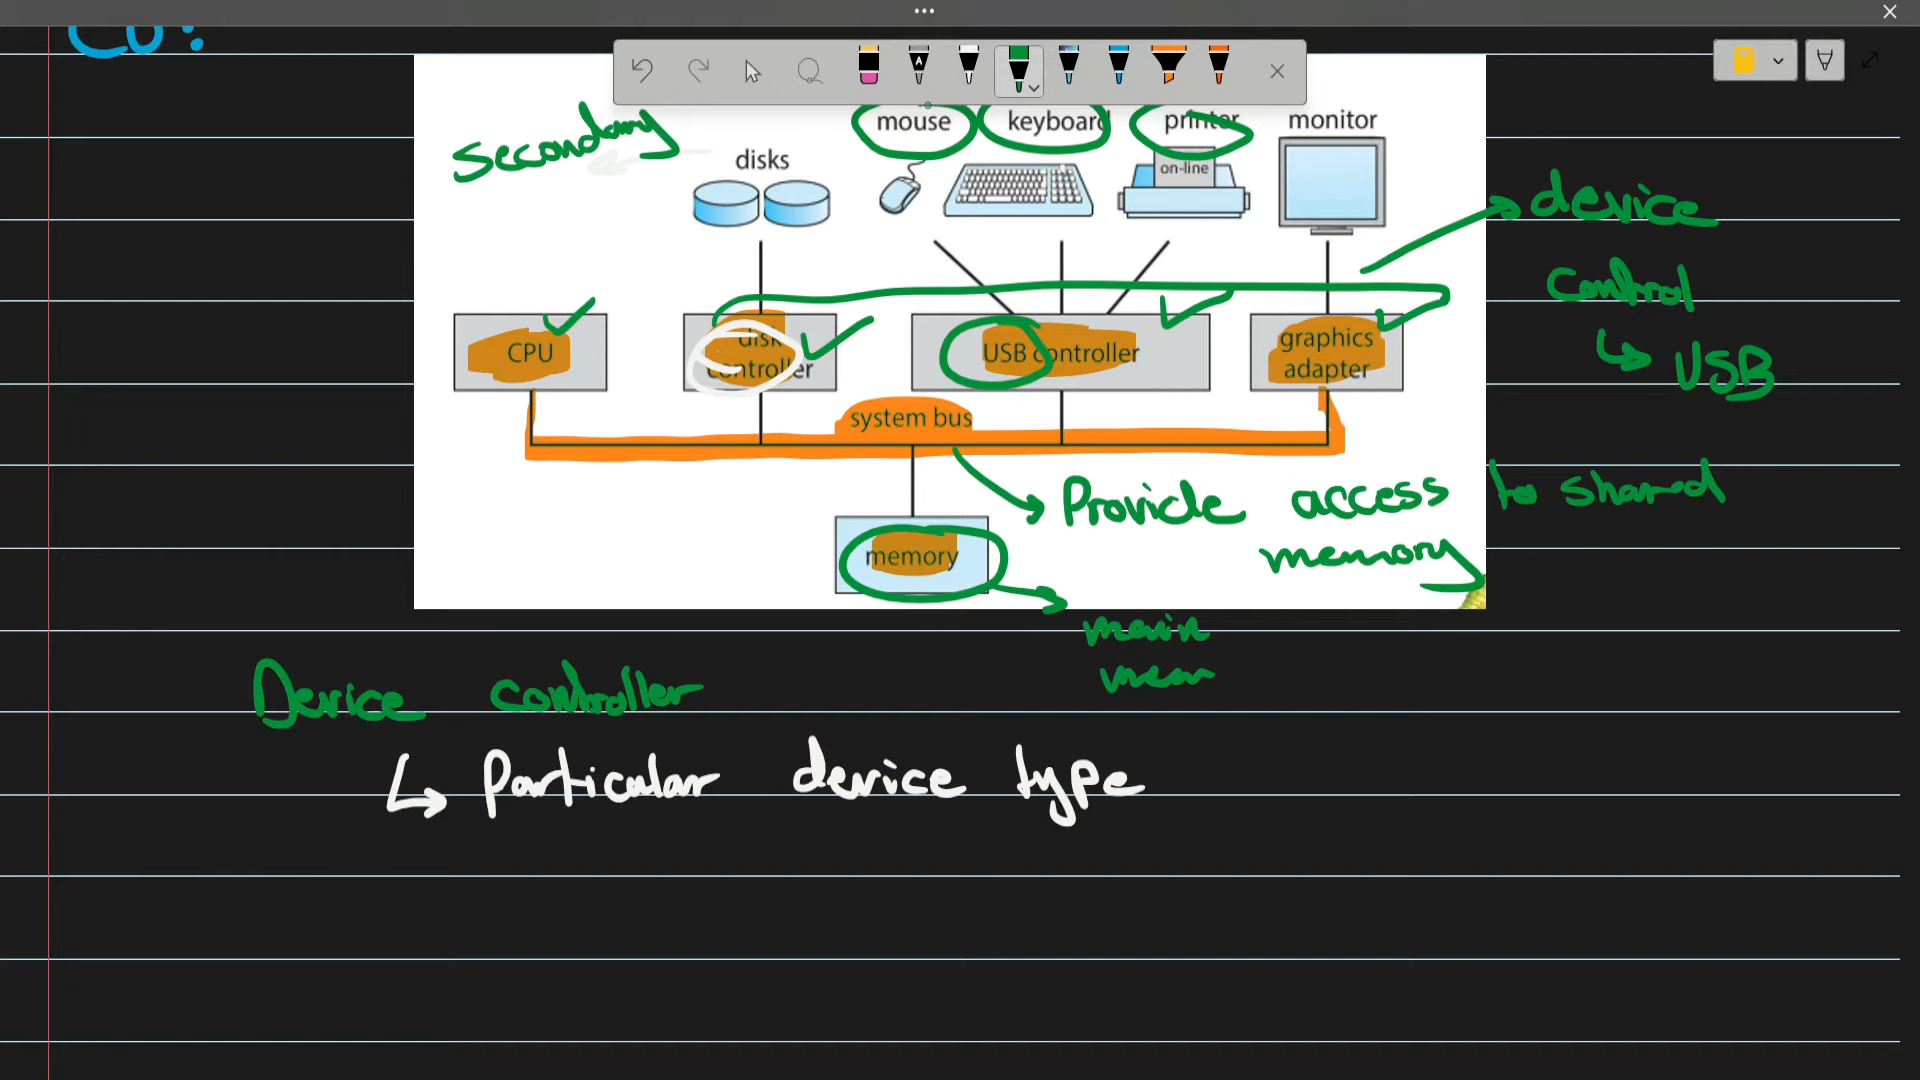 secondary
mouse keyboard printer monitor
disks
on-line
device
control
USB
CPU
disk controller
USB controller
graphics adapter
system bus
Provide access to shared
memory
memory
main
mem
Device controller
Particular device type